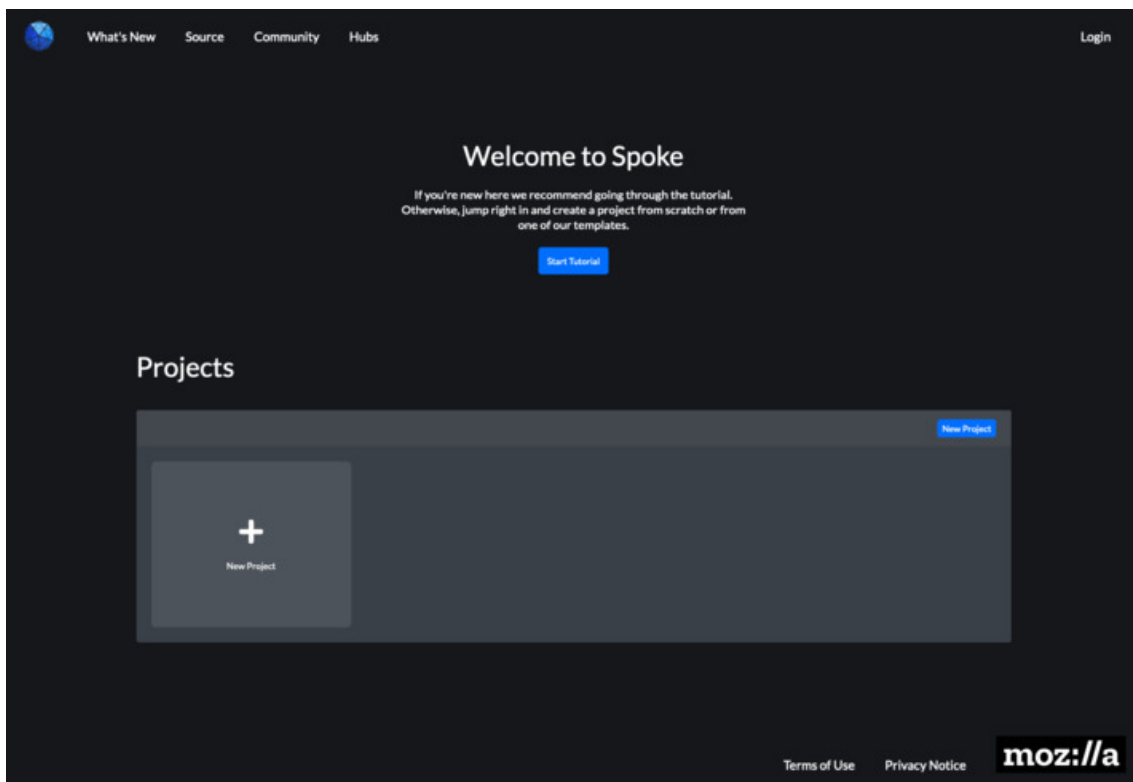 What's New Source Community Hubs Login
Welcome to Spoke
If you're new here we recommend going through the tutorial.
Otherwise, jump right in and create a project from scratch or from
one of our templates.
Start Tutorial
Projects
New Project
New Project
Terms of Use Privacy Notice moz://a